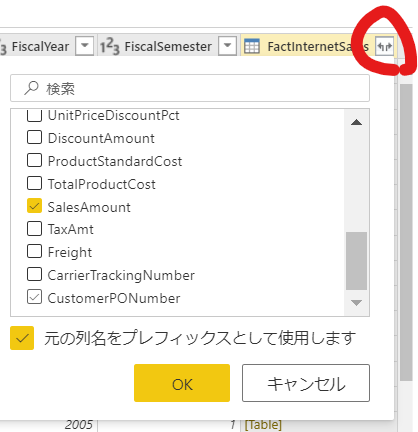 123 FiscalYear 123 FiscalSemester FactInternetSales
検索
UnitPriceDiscountPct
DiscountAmount
ProductStandardCost
TotalProductCost
SalesAmount
TaxAmt
Freight
CarrierTrackingNumber
CustomerPONumber
元の列名をプレフィックスとして使用します
OK キャンセル
2005 1 [Table]